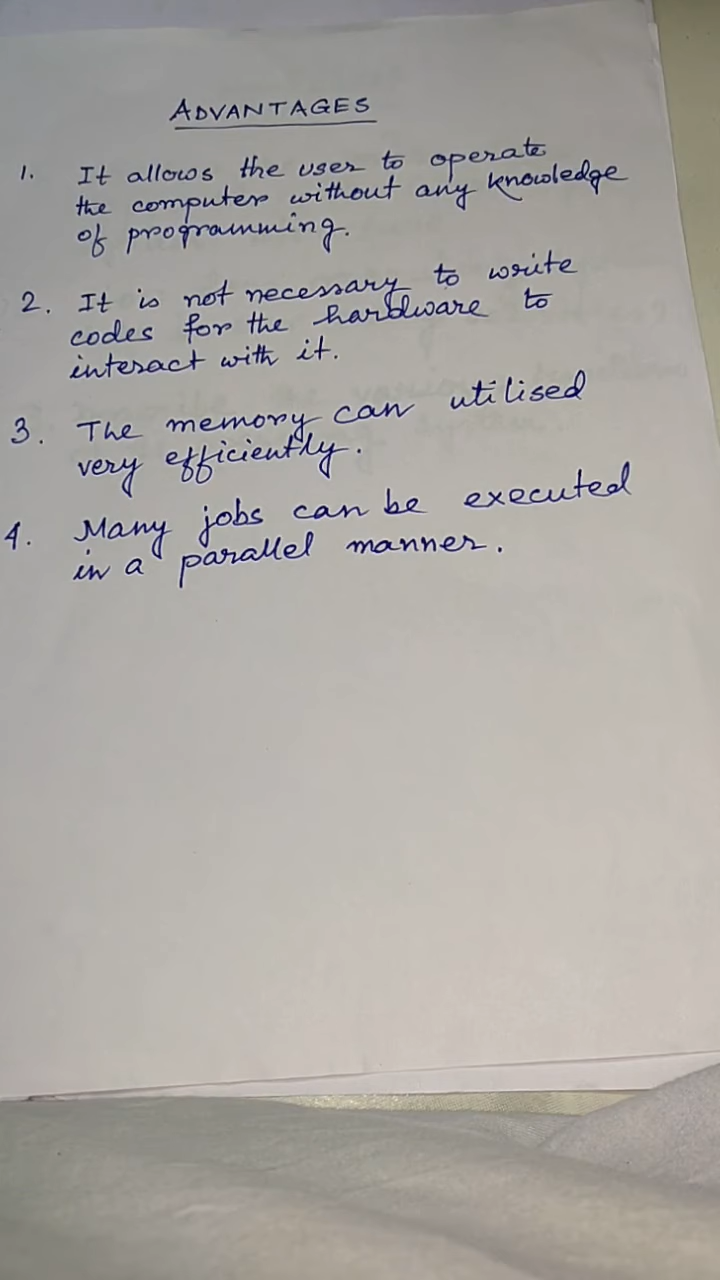 ADVANTAGES
1. It allows the user to operate
the computer without any knowledge
of programming.
2. It is not necessary to write
codes for the hardware to
interact with it.
3. The memory can utilised
very efficiently.
4. Many jobs can be executed
in a parallel manner.